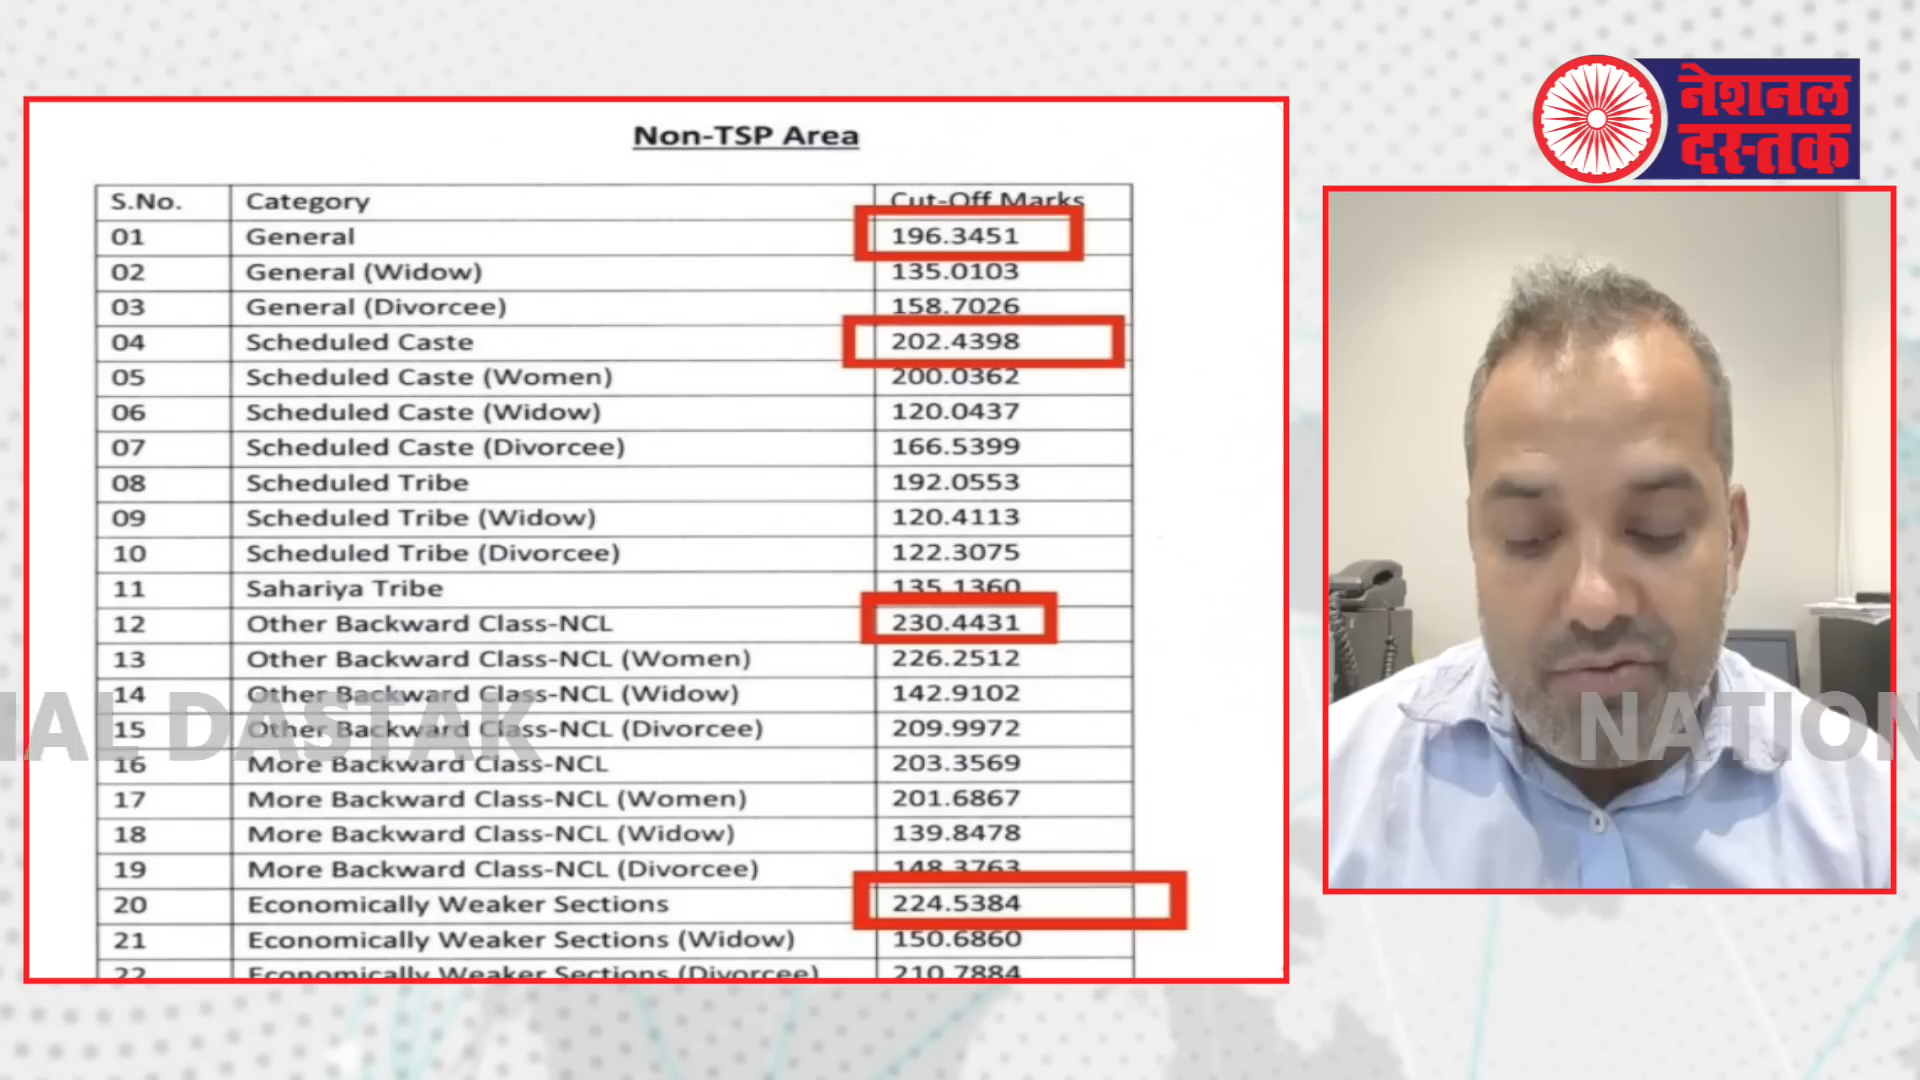 नेशनल
दस्तक
Non-TSP Area
S.No. Category Cut-Off Marks
01 General 196.3451
02 General (Widow) 135.0103
03 General (Divorcee) 158.7026
04 Scheduled Caste 202.4398
05 Scheduled Caste (Women) 200.0362
06 Scheduled Caste (Widow) 120.0437
07 Scheduled Caste (Divorcee) 166.5399
08 Scheduled Tribe 192.0553
09 Scheduled Tribe (Widow) 120.4113
10 Scheduled Tribe (Divorcee) 122.3075
11 Sahariya Tribe 135.1360
12 Other Backward Class-NCL 230.4431
13 Other Backward Class-NCL (Women) 226.2512
14 Other Backward Class-NCL (Widow) 142.9102
15 Other Backward Class-NCL (Divorcee) 209.9972
16 More Backward Class-NCL 203.3569
17 More Backward Class-NCL (Women) 201.6867
18 More Backward Class-NCL (Widow) 139.8478
19 More Backward Class-NCL (Divorcee) 148.3763
20 Economically Weaker Sections 224.5384
21 Economically Weaker Sections (Widow) 150.6860
22 Economically Weaker Sections (Divorcee) 210.7884
NAL DASTAK NATION